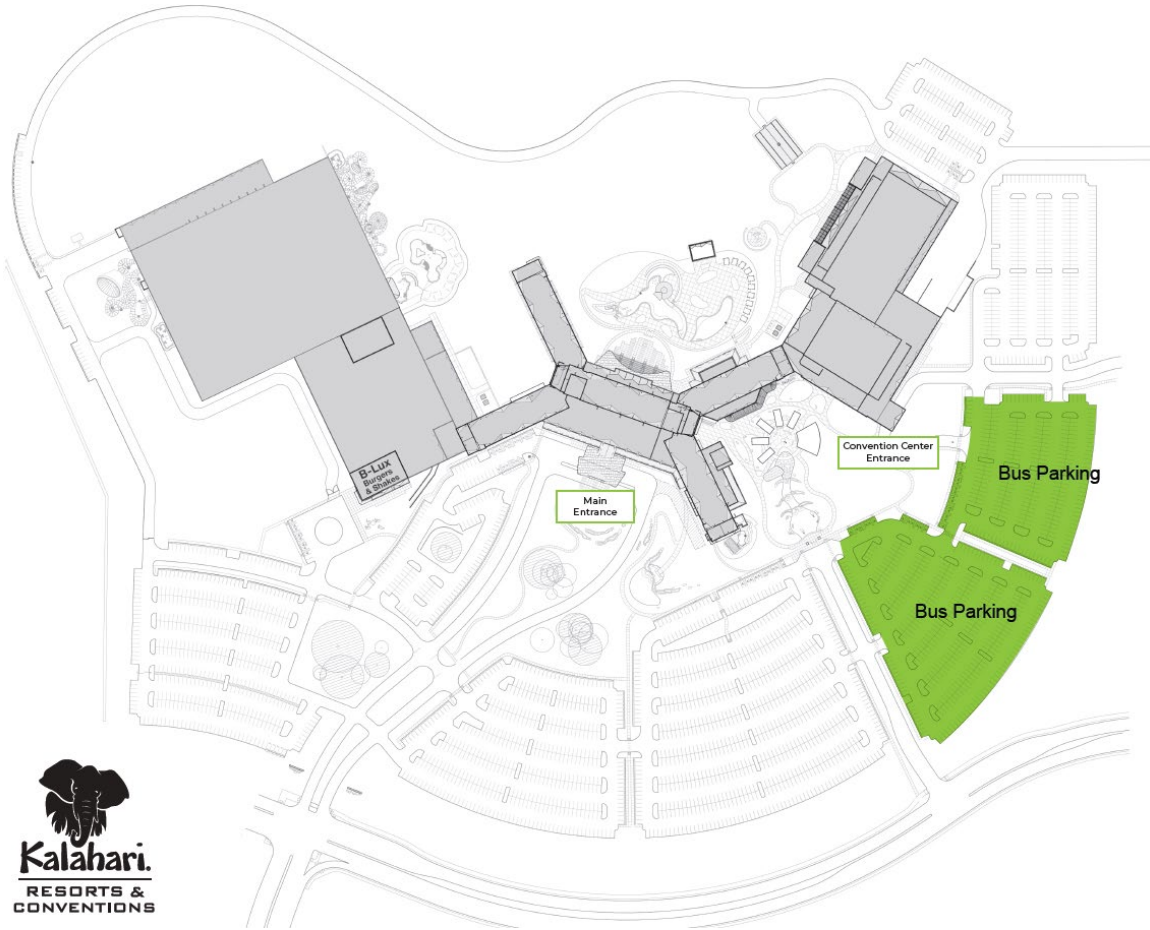 Convention Center
Entrance
Bus Parking
B-Lux
Burgers
& Shakes
Main
Entrance
Bus Parking
Kalahari.
RESORTS &
CONVENTIONS